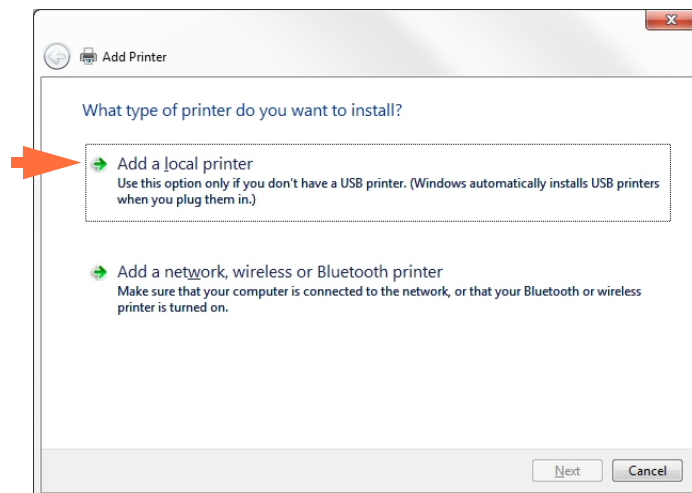 Add Printer
What type of printer do you want to install?
Add a local printer
Use this option only if you don't have a USB printer. (Windows automatically installs USB printers
when you plug them in.)
Add a network, wireless or Bluetooth printer
Make sure that your computer is connected to the network, or that your Bluetooth or wireless
printer is turned on.
Next Cancel